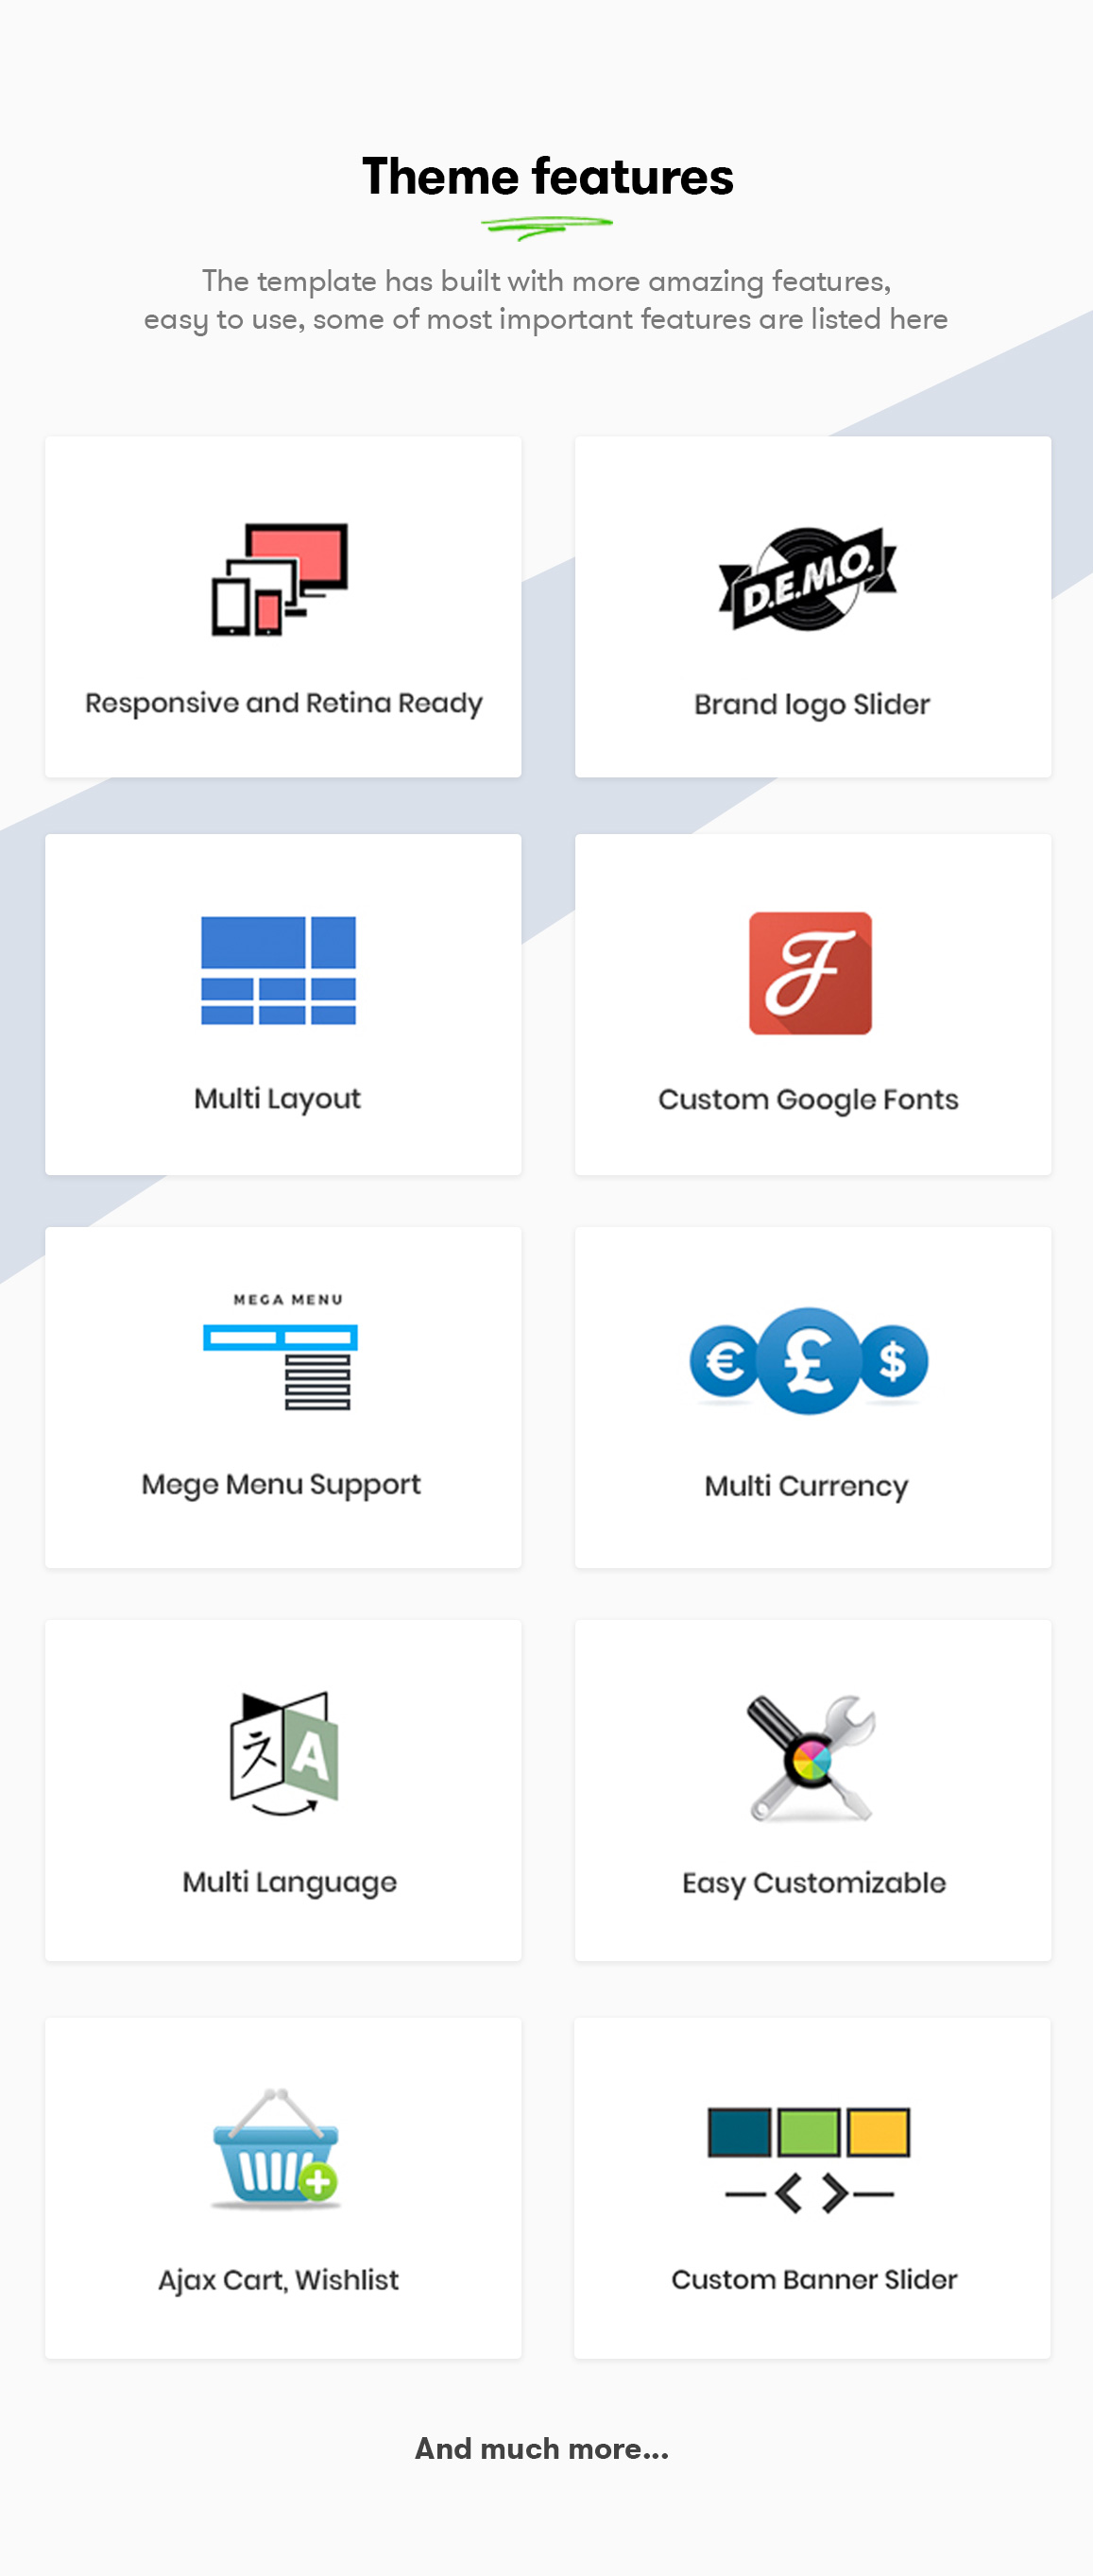 Theme features
The template has built with more amazing features,
easy to use, some of most important features are listed here
Responsive and Retina Ready
D.E.M.O.
Brand logo Slider
Multi Layout
F
Custom Google Fonts
MEGA MENU
Mege Menu Support
€ £ $
Multi Currency
A
Multi Language
Easy Customizable
Ajax Cart, Wishlist
Custom Banner Slider
And much more...